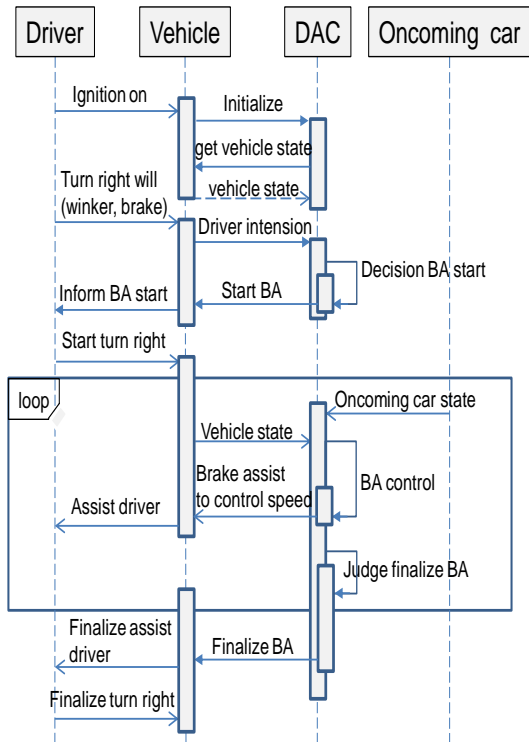 Driver
Vehicle
DAC
Oncoming car
Ignition on
Initialize
get vehicle state
vehicle state
Turn right will
(winker, brake)
Driver intension
Decision BA start
Start BA
Inform BA start
Start turn right
loop
Oncoming car state
Vehicle state
Brake assist
to control speed
BA control
Assist driver
Judge finalize BA
Finalize assist
driver
Finalize BA
Finalize turn right